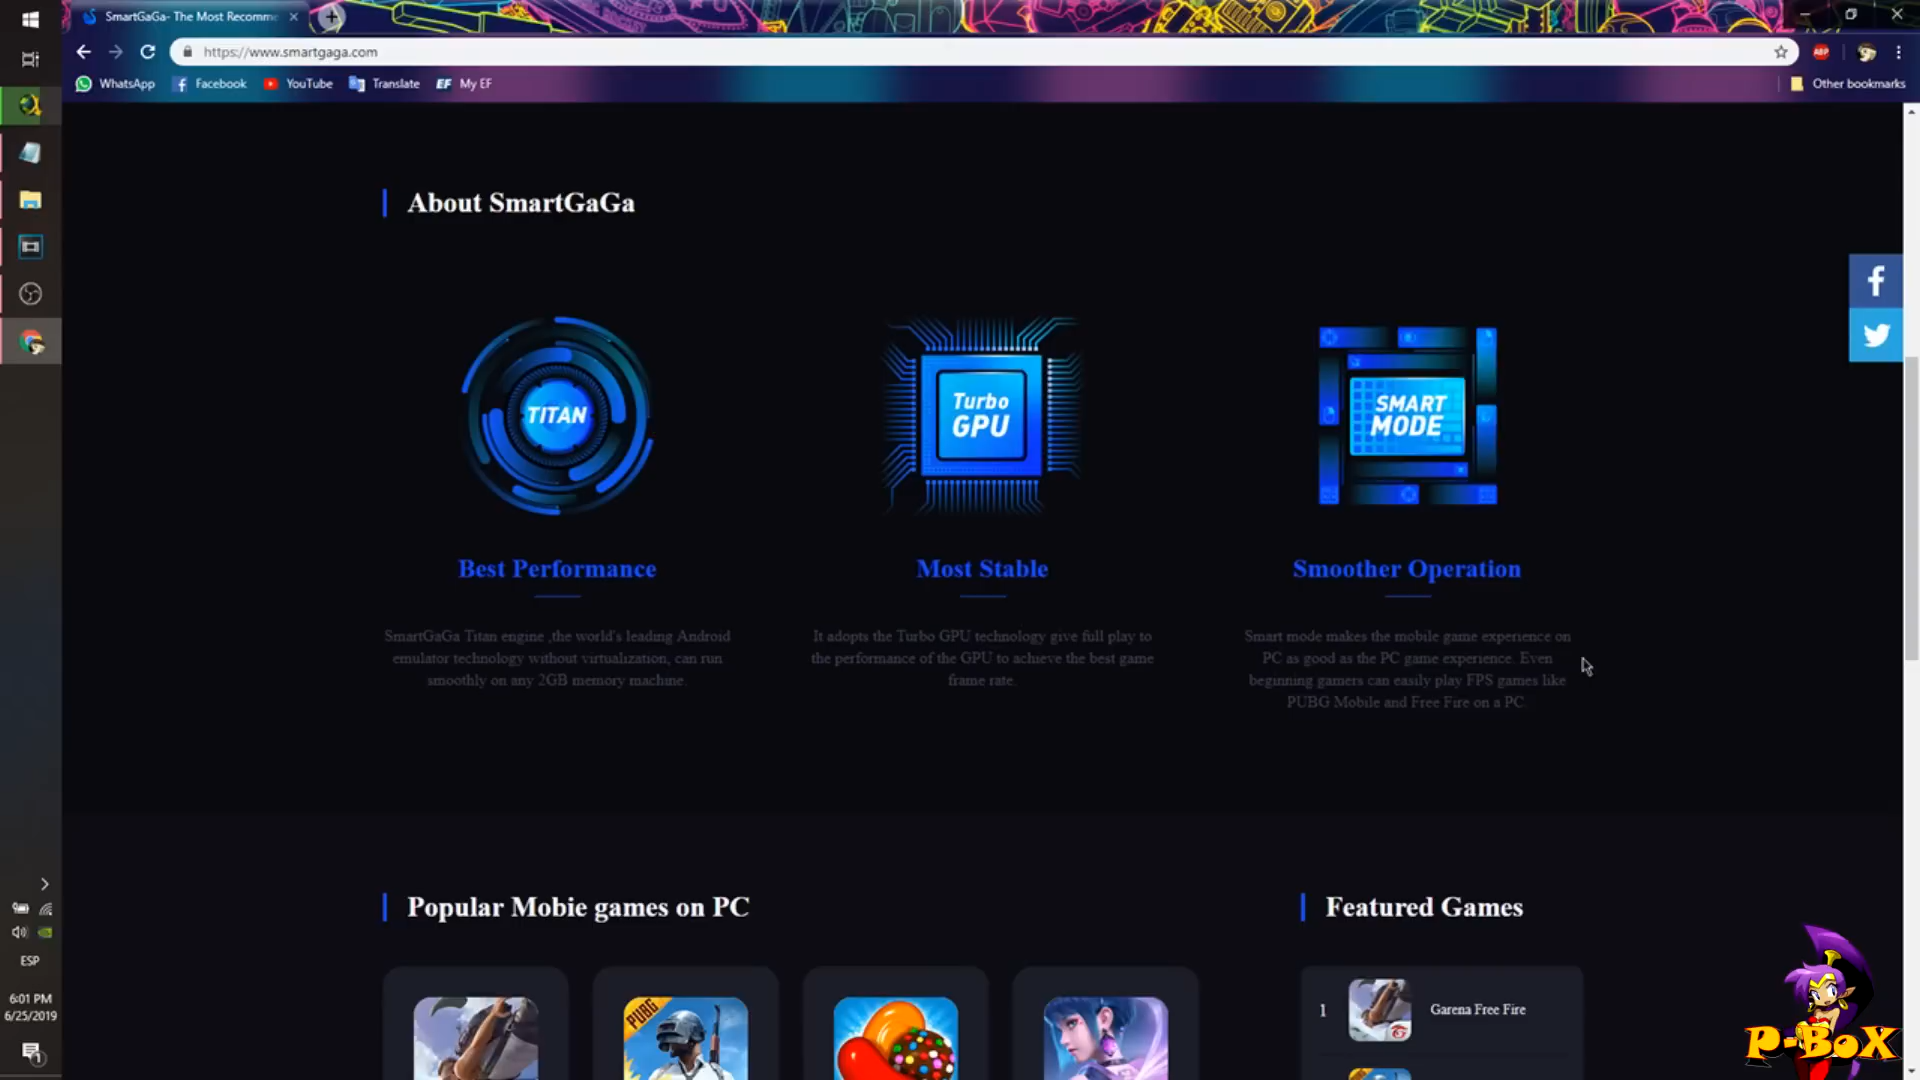 SmartGaGa- The Most Recomme
https://www.smartgaga.com
ABP
WhatsApp
Facebook
YouTube
Translate
EF My EF
Other bookmarks
About SmartGaGa
TITAN
Turbo
GPU
SMART
MODE
Best Performance
Most Stable
Smoother Operation
SmartGaGa Titan engine ,the world's leading Android
emulator technology without virtualization, can run
smoothly on any 2GB memory machine.
It adopts the Turbo GPU technology give full play to
the performance of the GPU to achieve the best game
frame rate.
Smart mode makes the mobile game experience on
PC as good as the PC game experience. Even
beginning gamers can easily play FPS games like
PUBG Mobile and Free Fire on a PC.
Popular Mobie games on PC
Featured Games
PUBG
1
Garena Free Fire
ESP
6:01 PM
6/25/2019
1
P-BoX